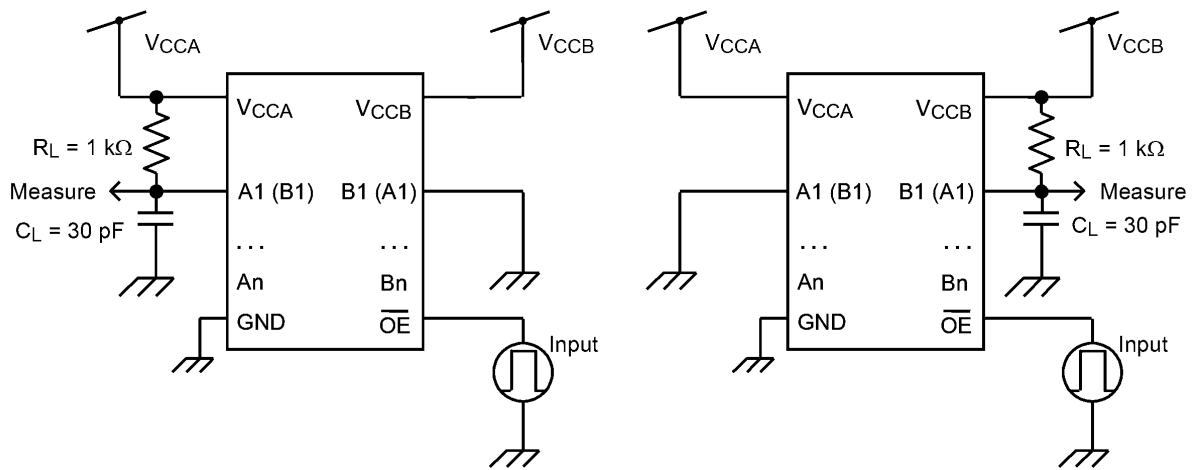 VCCA
VCCB
VCCA
VCCB
RL = 1 kΩ
Measure
A1 (B1)
B1 (A1)
CL = 30 pF
...
...
An
Bn
GND
OE
Input
VCCA
VCCB
VCCA
VCCB
RL = 1 kΩ
A1 (B1)
B1 (A1)
Measure
CL = 30 pF
...
...
An
Bn
GND
OE
Input